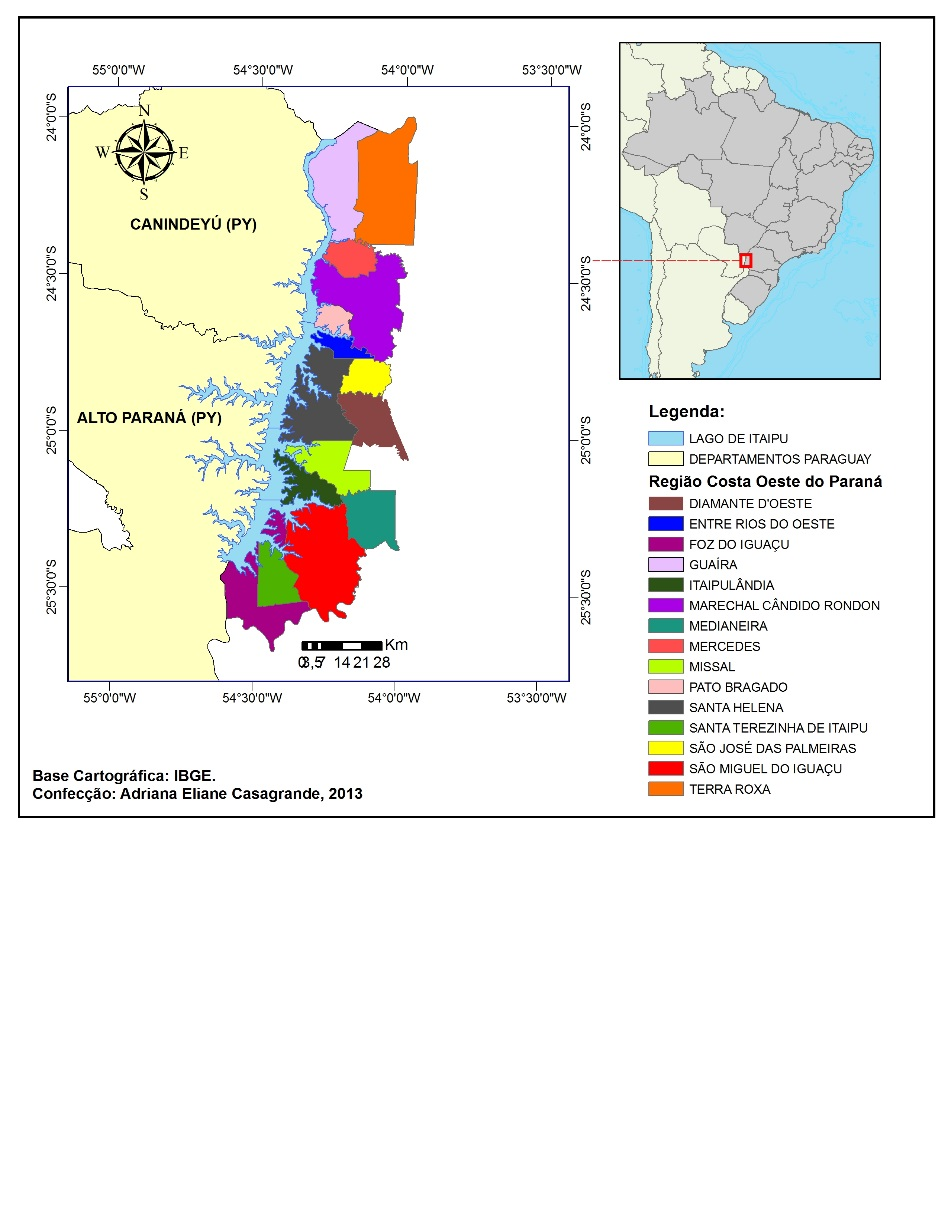 55°0'0"W 54°30'0"W 54°0'0"W 53°30'0"W
24°0'0"S
24°0'0"S
N
W E
S
CANINDEYÚ (PY)
24°30'0"S
24°30'0"S
ALTO PARANÁ (PY)
25°0'0"S
25°0'0"S
25°30'0"S
25°30'0"S
Km
0 3,5 7 14 21 28
55°0'0"W 54°30'0"W 54°0'0"W 53°30'0"W
Legenda:
LAGO DE ITAIPU
DEPARTAMENTOS PARAGUAY
Região Costa Oeste do Paraná
DIAMANTE D'OESTE
ENTRE RIOS DO OESTE
FOZ DO IGUAÇU
GUAÍRA
ITAIPULÂNDIA
MARECHAL CÂNDIDO RONDON
MEDIANEIRA
MERCEDES
MISSAL
PATO BRAGADO
SANTA HELENA
SANTA TEREZINHA DE ITAIPU
SÃO JOSÉ DAS PALMEIRAS
SÃO MIGUEL DO IGUAÇU
TERRA ROXA
Base Cartográfica: IBGE.
Confecção: Adriana Eliane Casagrande, 2013